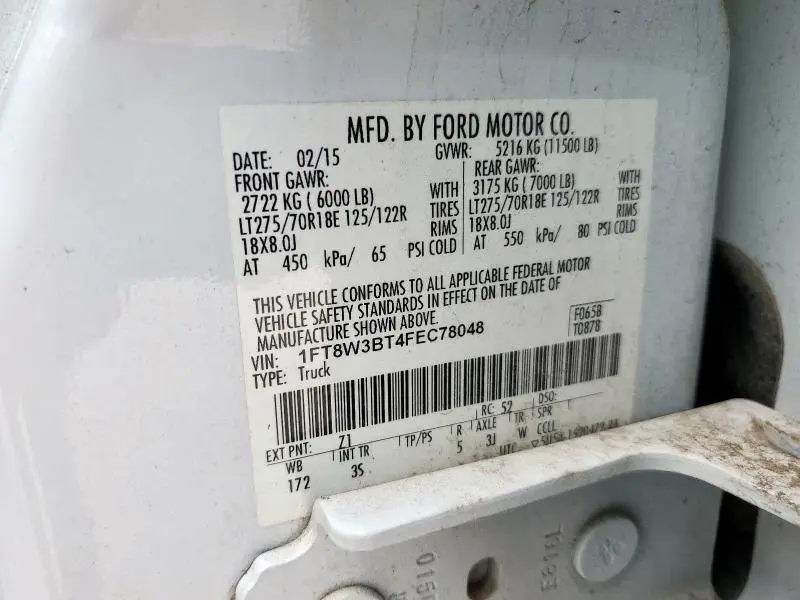 MFD. BY FORD MOTOR CO.
DATE: 02/15 GVWR: 5216 KG (11500 LB)
FRONT GAWR: REAR GAWR:
2722 KG ( 6000 LB) WITH 3175 KG ( 7000 LB) WITH
LT275/70R18E 125/122R TIRES LT275/70R18E 125/122R TIRES
18X8.0J RIMS 18X8.0J RIMS
AT 450 kPa/ 65 PSI COLD AT 550 kPa/ 80 PSI COLD
THIS VEHICLE CONFORMS TO ALL APPLICABLE FEDERAL MOTOR
VEHICLE SAFETY STANDARDS IN EFFECT ON THE DATE OF
MANUFACTURE SHOWN ABOVE.
F0658
T0878
VIN: 1FT8W3BT4FEC78048
TYPE: Truck
RC: 52 DSO:
EXT PNT: Z1
WB INT TR TP/PS R AXLE TR SPR
172 3S 5 3J W CCLL
UTC